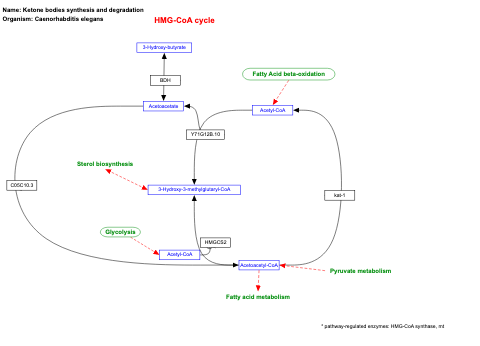 Name: Ketone bodies synthesis and degradation
Organism: Caenorhabditis elegans
HMG-CoA cycle
3-Hydroxy-butyrate
Fatty Acid beta-oxidation
BDH
Acetoacetate
Acetyl-CoA
Y71G12B.10
Sterol biosynthesis
C05C10.3
3-Hydroxy-3-methylglutaryl-CoA
kat-1
Glycolysis
HMGCS2
Acetyl-CoA
Acetoacetyl-CoA
Pyruvate metabolism
Fatty acid metabolism
* pathway-regulated enzymes: HMG-CoA synthase, mt